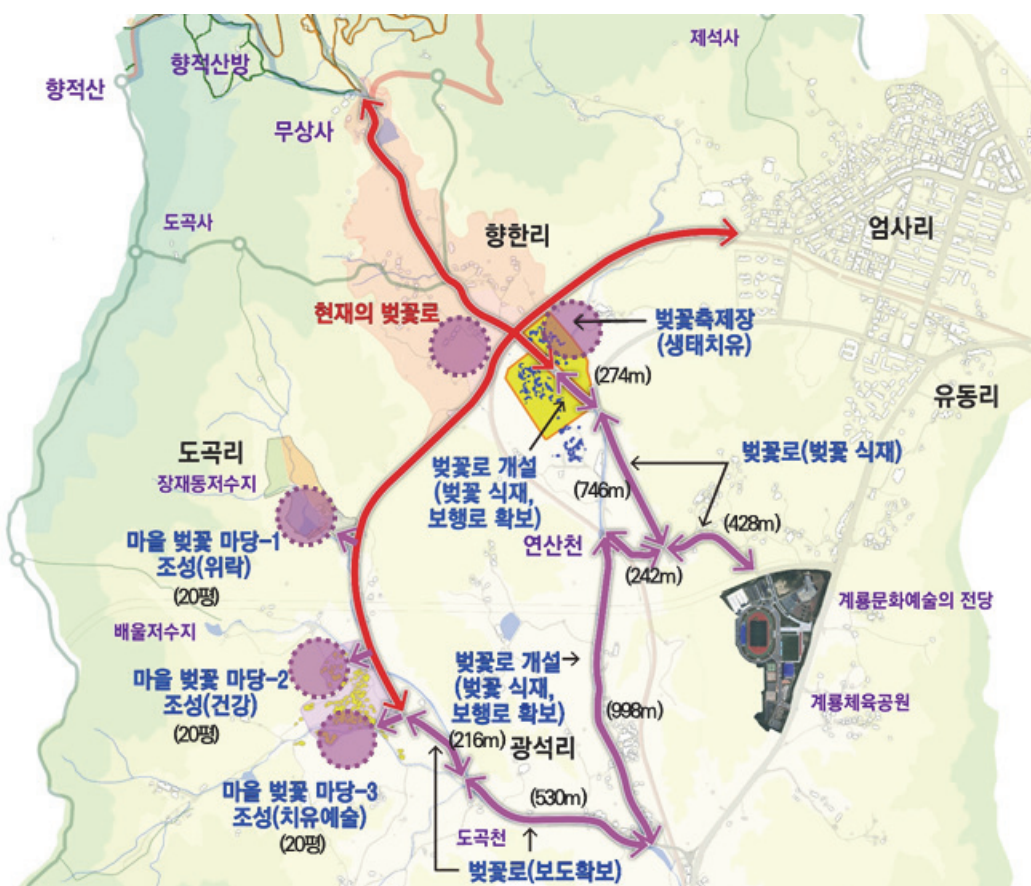 제석사
향적산방
향적산
무상사
도곡사
향한리
엄사리
현재의 벚꽃로
벚꽃축제장
(생태치유)
(274m)
유동리
도곡리
장재동저수지
벚꽃로 개설
(벚꽃 식재,
보행로 확보)
벚꽃로(벚꽃 식재)
(746m)
(428m)
마을 벚꽃 마당-1
조성(위락)
(20평)
연산천
(242m)
계룡문화예술의 전당
배울저수지
벚꽃로 개설
(벚꽃 식재,
보행로 확보)
마을 벚꽃 마당-2
조성(건강)
(20평)
(998m)
계룡체육공원
(216m)
광석리
마을 벚꽃 마당-3
조성(치유예술)
(20평)
(530m)
도곡천
벚꽃로(보도확보)